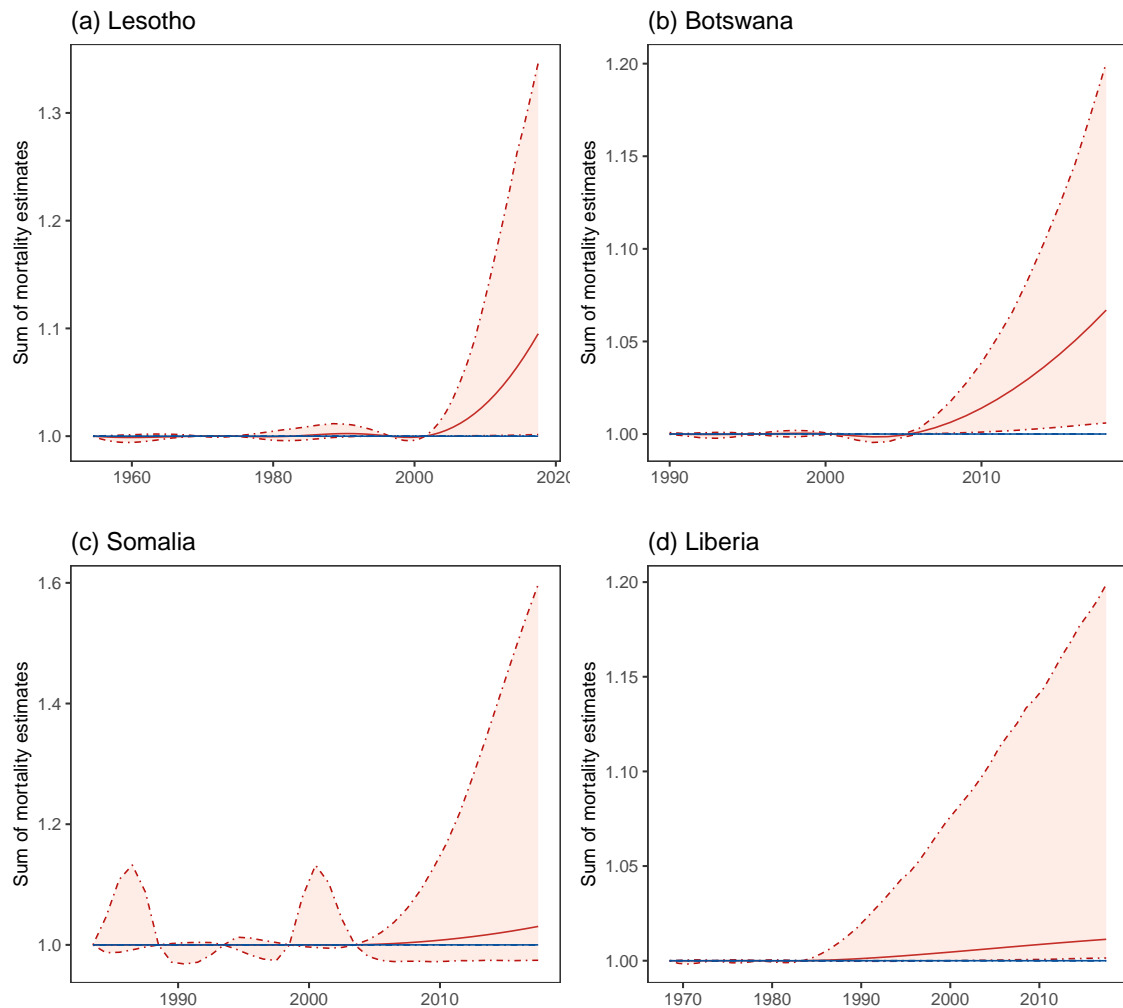 (a) Lesotho
Sum of mortality estimates
1.3
1.2
1.1
1.0
1960 1980 2000 2020
(b) Botswana
Sum of mortality estimates
1.20
1.15
1.10
1.05
1.00
1990 2000 2010
(c) Somalia
Sum of mortality estimates
1.6
1.4
1.2
1.0
1990 2000 2010
(d) Liberia
Sum of mortality estimates
1.20
1.15
1.10
1.05
1.00
1970 1980 1990 2000 2010